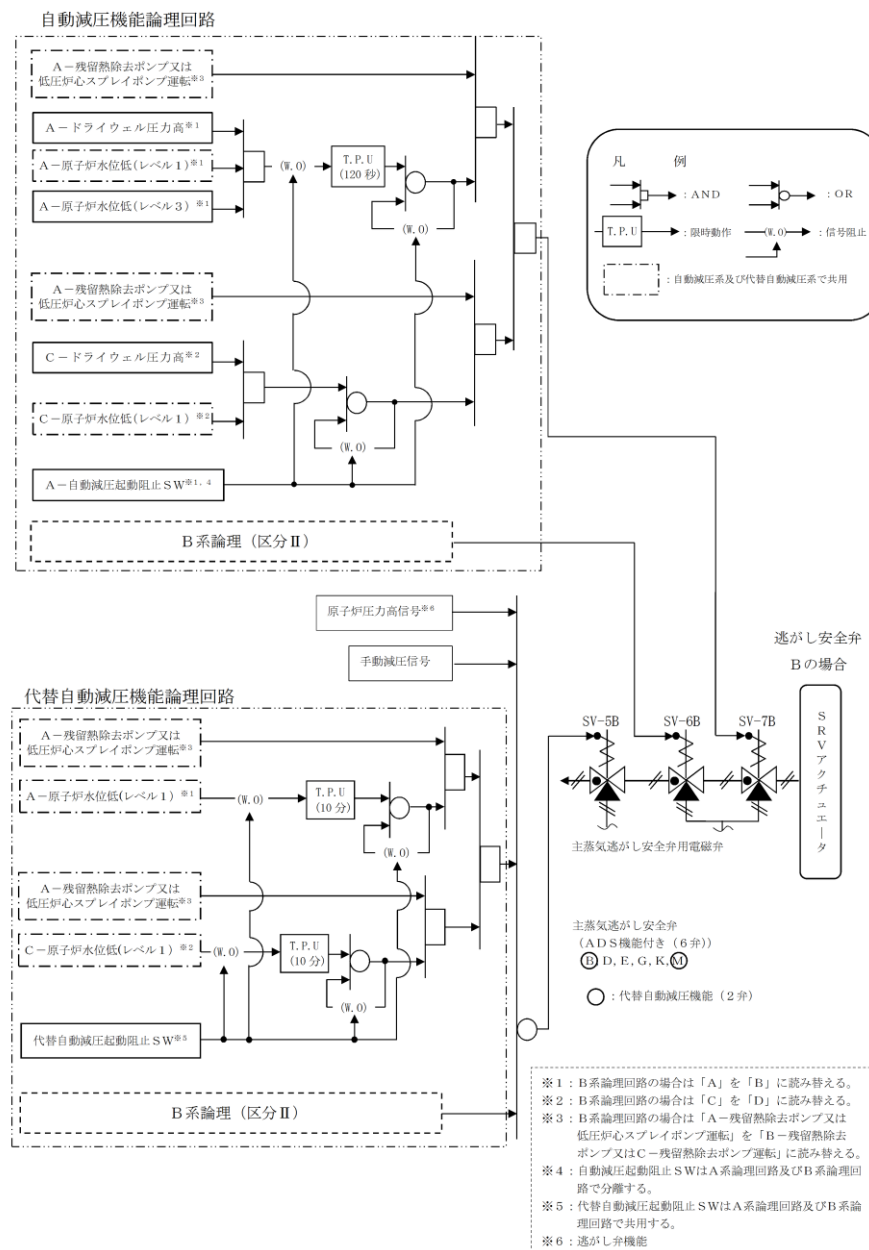 自動減圧機能論理回路
A－残留熱除去ポンプ又は
低圧炉心スプレイポンプ運転※3
A－ドライウェル圧力高※1
A－原子炉水位低(レベル1)※1
A－原子炉水位低(レベル3)※1
(W.O)
T.P.U
(120秒)
(W.O)
A－残留熱除去ポンプ又は
低圧炉心スプレイポンプ運転※3
C－ドライウェル圧力高※2
C－原子炉水位低(レベル1)※2
(W.O)
A－自動減圧起動阻止SW※1,4
B系論理（区分Ⅱ）
凡　例
：AND
：OR
T.P.U
：限時動作
(W.O)
：信号阻止
：自動減圧系及び代替自動減圧系で共用
原子炉圧力高信号※6
手動減圧信号
代替自動減圧機能論理回路
A－残留熱除去ポンプ又は
低圧炉心スプレイポンプ運転※3
A－原子炉水位低(レベル1)※1
(W.O)
T.P.U
(10分)
(W.O)
A－残留熱除去ポンプ又は
低圧炉心スプレイポンプ運転※3
C－原子炉水位低(レベル1)※2
(W.O)
T.P.U
(10分)
(W.O)
代替自動減圧起動阻止SW※5
B系論理（区分Ⅱ）
逃がし安全弁
Bの場合
SV-5B
SV-6B
SV-7B
SRVアクチュエータ
主蒸気逃がし安全弁用電磁弁
主蒸気逃がし安全弁
（ADS機能付き（6弁））
B, D, E, G, K, M
：代替自動減圧機能（2弁）
※1：B系論理回路の場合は「A」を「B」に読み替える。
※2：B系論理回路の場合は「C」を「D」に読み替える。
※3：B系論理回路の場合は「A－残留熱除去ポンプ又は
低圧炉心スプレイポンプ運転」を「B－残留熱除去
ポンプ又はC－残留熱除去ポンプ運転」に読み替える。
※4：自動減圧起動阻止SWはA系論理回路及びB系論理回
路で分離する。
※5：代替自動減圧起動阻止SWはA系論理回路及びB系論
理回路で共用する。
※6：逃がし弁機能